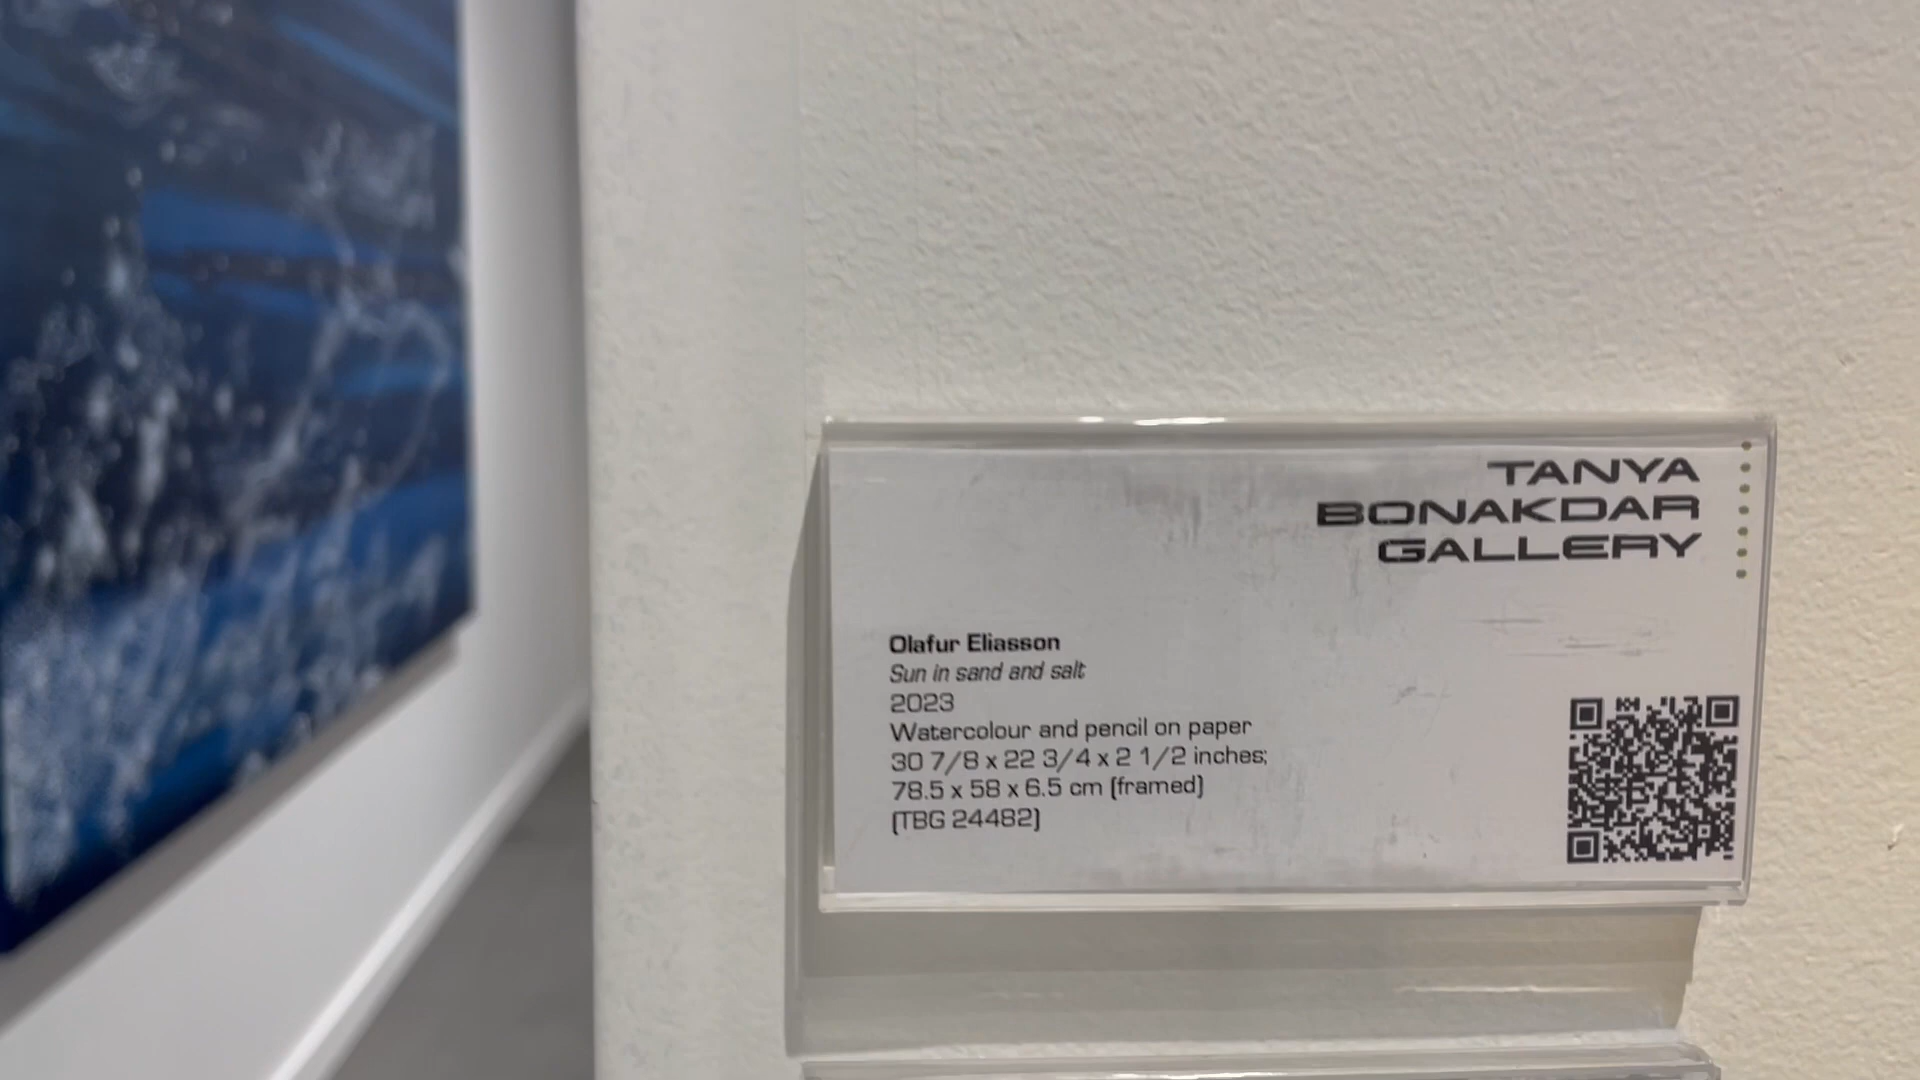 TANYA
BONAKDAR
GALLERY
Olafur Eliasson
Sun in sand and salt
2023
Watercolour and pencil on paper
30 7/8 x 22 3/4 x 2 1/2 inches;
78.5 x 58 x 6.5 cm (framed)
(TBG 24482)